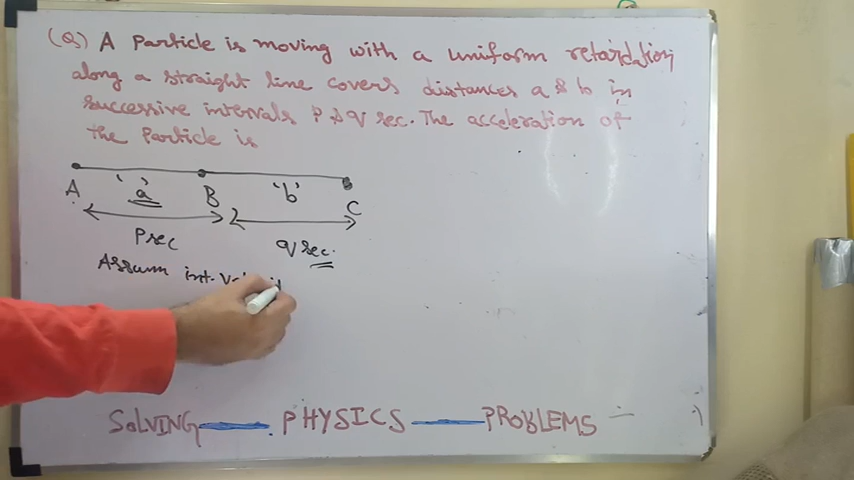 (Q) A Particle is moving with a uniform retardation
along a straight line covers distances a & b in
successive intervals P & q sec. The acceleration of
the Particle is
A 'a' B 'b' C
P sec q sec.
Assum int.
SOLVING PHYSICS PROBLEMS